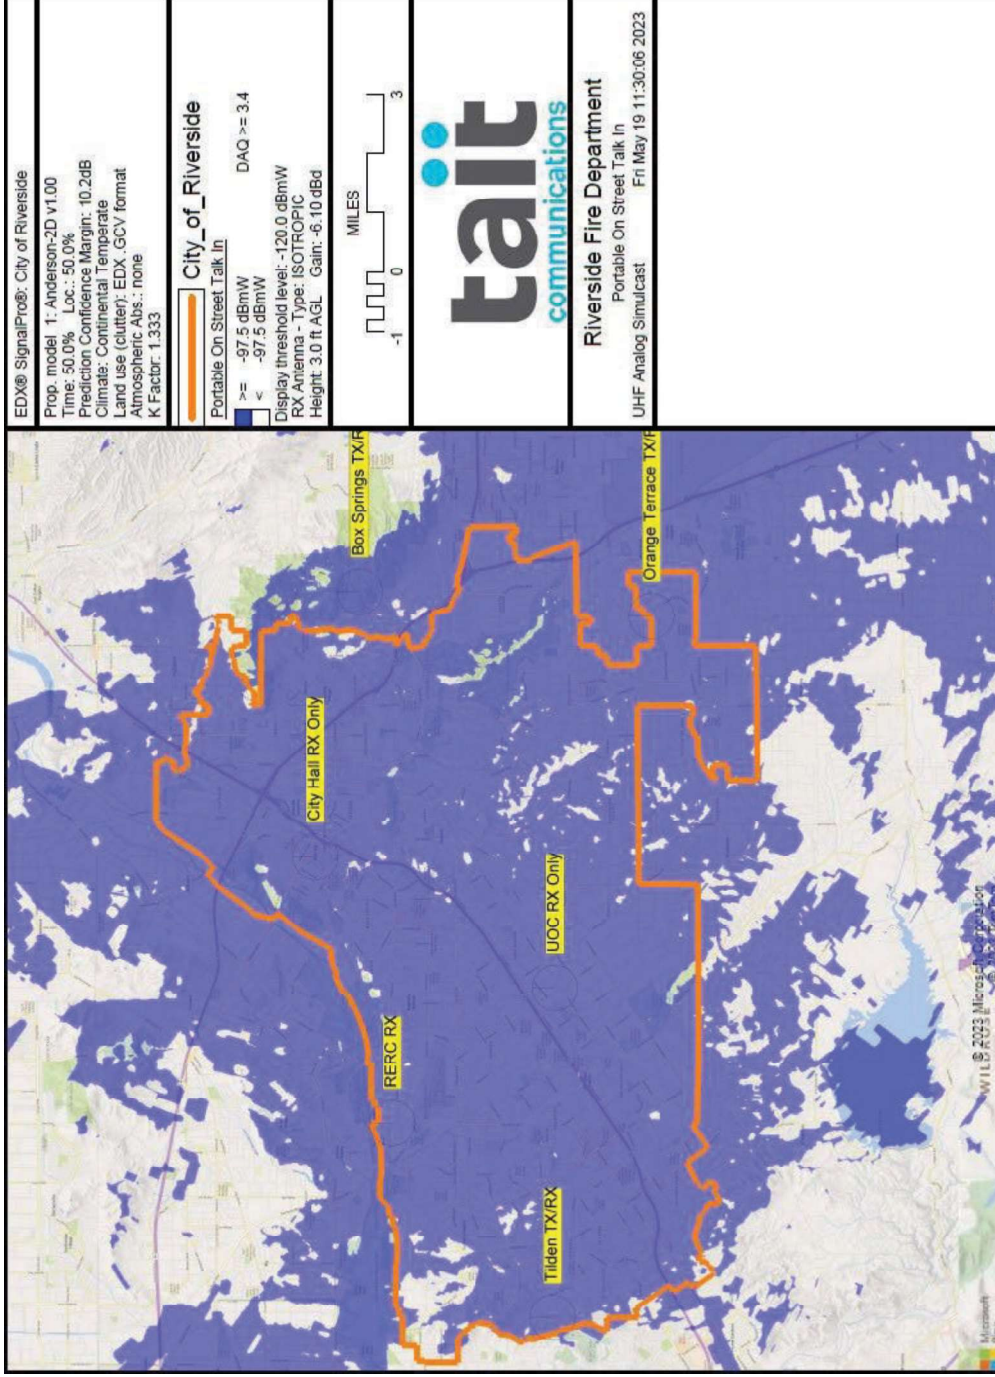 EDX® SignalPro®: City of Riverside
Prop. model 1: Anderson-2D v1.00
Time: 50.0% Loc.: 50.0%
Prediction Confidence Margin: 10.2dB
Climate: Continental Temperate
Land use (clutter): EDX .GCV format
Atmospheric Abs.: none
K Factor: 1.333
City_of_Riverside
Portable On Street Talk In
>= -97.5 dBmW DAQ >= 3.4
< -97.5 dBmW
Display threshold level: -120.0 dBmW
RX Antenna - Type: ISOTROPIC
Height: 3.0 ft AGL Gain: -6.10 dBd
MILES
-1 0 3
tait
communications
Riverside Fire Department
Portable On Street Talk In
UHF Analog Simulcast Fri May 19 11:30:06 2023
Box Springs TX/R
Orange Terrace TX/R
City Hall RX Only
UOC RX Only
RERC RX
Tilden TX/RX
© 2023 Microsoft Corporation
WILDROSE
Microsoft